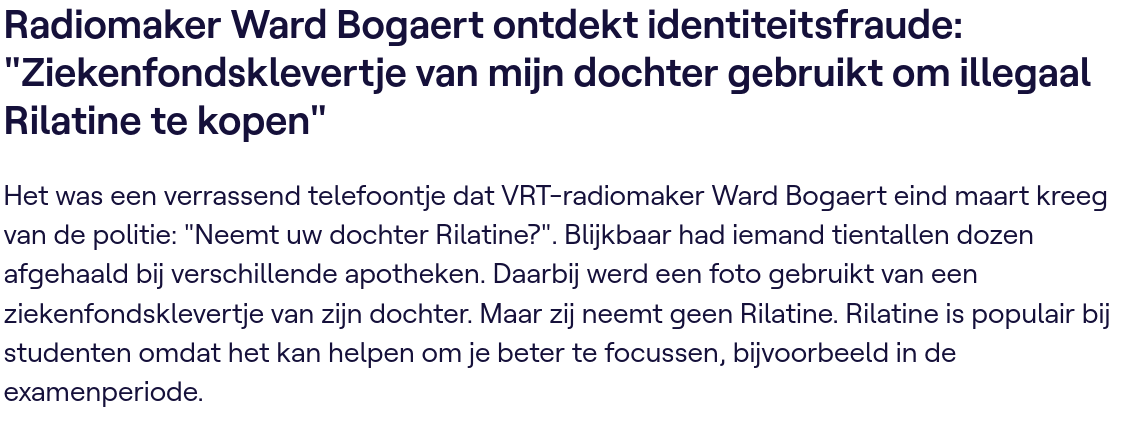 Radiomaker Ward Bogaert ontdekt identiteitsfraude:
"Ziekenfondsklevertje van mijn dochter gebruikt om illegaal
Rilatine te kopen"
Het was een verrassend telefoontje dat VRT-radiomaker Ward Bogaert eind maart kreeg
van de politie: "Neemt uw dochter Rilatine?". Blijkbaar had iemand tientallen dozen
afgehaald bij verschillende apotheken. Daarbij werd een foto gebruikt van een
ziekenfondsklevertje van zijn dochter. Maar zij neemt geen Rilatine. Rilatine is populair bij
studenten omdat het kan helpen om je beter te focussen, bijvoorbeeld in de
examenperiode.